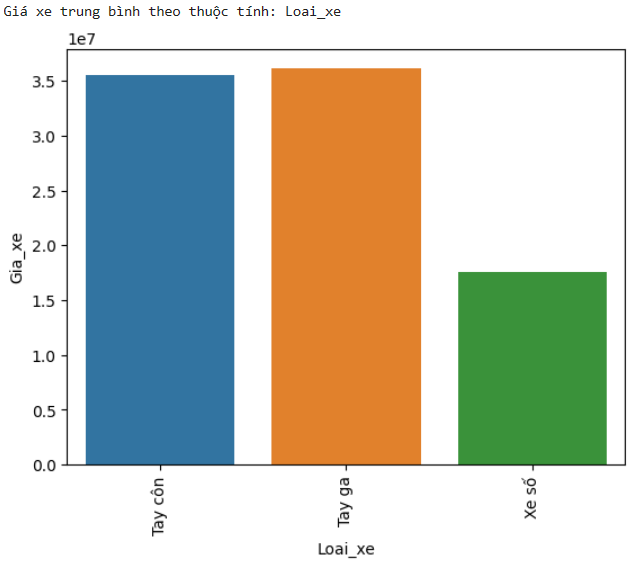 Giá xe trung bình theo thuộc tính: Loai_xe
1e7
3.5
3.0
2.5
2.0
1.5
1.0
0.5
0.0
Gia_xe
Tay côn
Tay ga
Xe số
Loai_xe